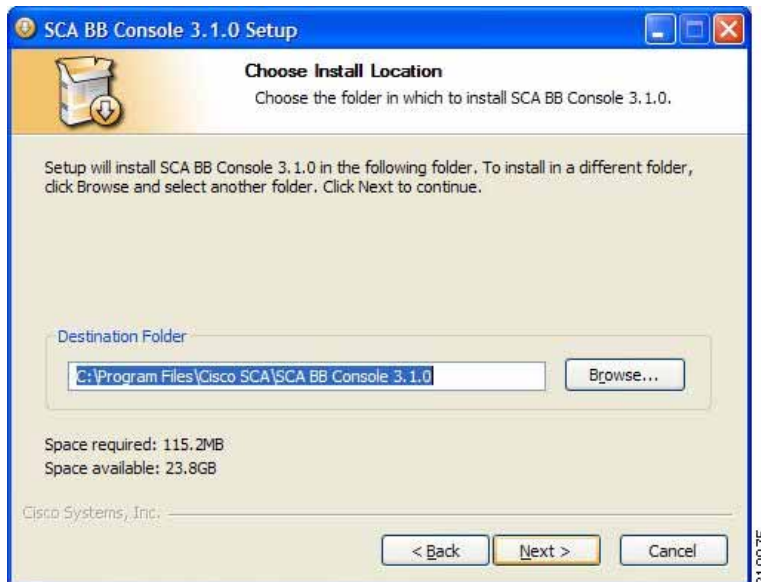 SCA BB Console 3.1.0 Setup
Choose Install Location
Choose the folder in which to install SCA BB Console 3.1.0.
Setup will install SCA BB Console 3.1.0 in the following folder. To install in a different folder,
click Browse and select another folder. Click Next to continue.
Destination Folder
C:\Program Files\Cisco SCA\SCA BB Console 3.1.0
Browse...
Space required: 115.2MB
Space available: 23.8GB
Cisco Systems, Inc.
< Back
Next >
Cancel